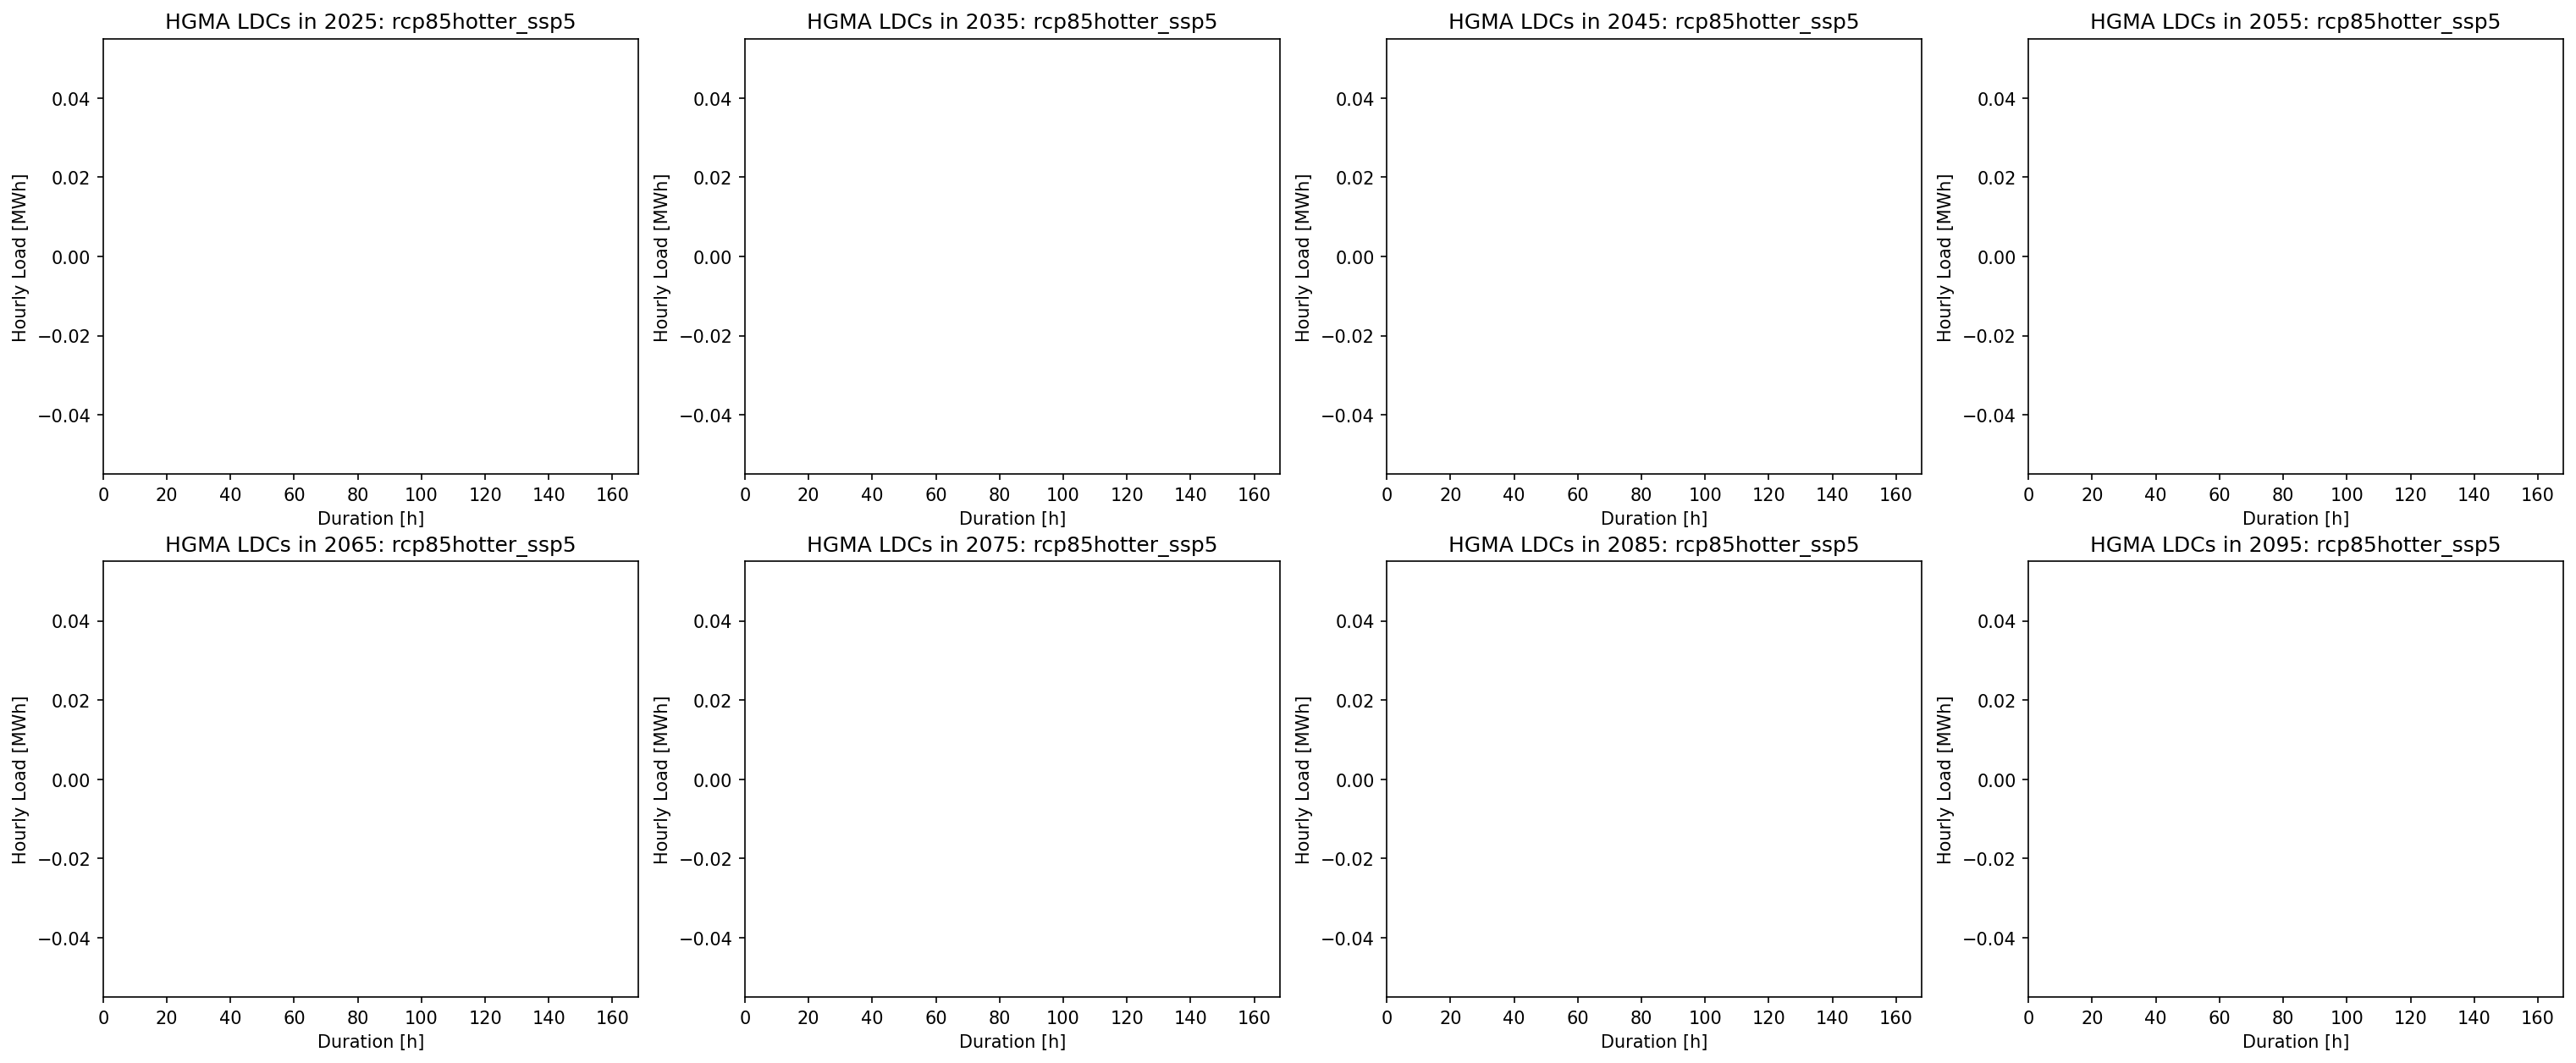 HGMA LDCs in 2025: rcp85hotter_ssp5
Hourly Load [MWh]
0.04
0.02
0.00
−0.02
−0.04
0 20 40 60 80 100 120 140 160
Duration [h]
HGMA LDCs in 2035: rcp85hotter_ssp5
Hourly Load [MWh]
0.04
0.02
0.00
−0.02
−0.04
0 20 40 60 80 100 120 140 160
Duration [h]
HGMA LDCs in 2045: rcp85hotter_ssp5
Hourly Load [MWh]
0.04
0.02
0.00
−0.02
−0.04
0 20 40 60 80 100 120 140 160
Duration [h]
HGMA LDCs in 2055: rcp85hotter_ssp5
Hourly Load [MWh]
0.04
0.02
0.00
−0.02
−0.04
0 20 40 60 80 100 120 140 160
Duration [h]
HGMA LDCs in 2065: rcp85hotter_ssp5
Hourly Load [MWh]
0.04
0.02
0.00
−0.02
−0.04
0 20 40 60 80 100 120 140 160
Duration [h]
HGMA LDCs in 2075: rcp85hotter_ssp5
Hourly Load [MWh]
0.04
0.02
0.00
−0.02
−0.04
0 20 40 60 80 100 120 140 160
Duration [h]
HGMA LDCs in 2085: rcp85hotter_ssp5
Hourly Load [MWh]
0.04
0.02
0.00
−0.02
−0.04
0 20 40 60 80 100 120 140 160
Duration [h]
HGMA LDCs in 2095: rcp85hotter_ssp5
Hourly Load [MWh]
0.04
0.02
0.00
−0.02
−0.04
0 20 40 60 80 100 120 140 160
Duration [h]